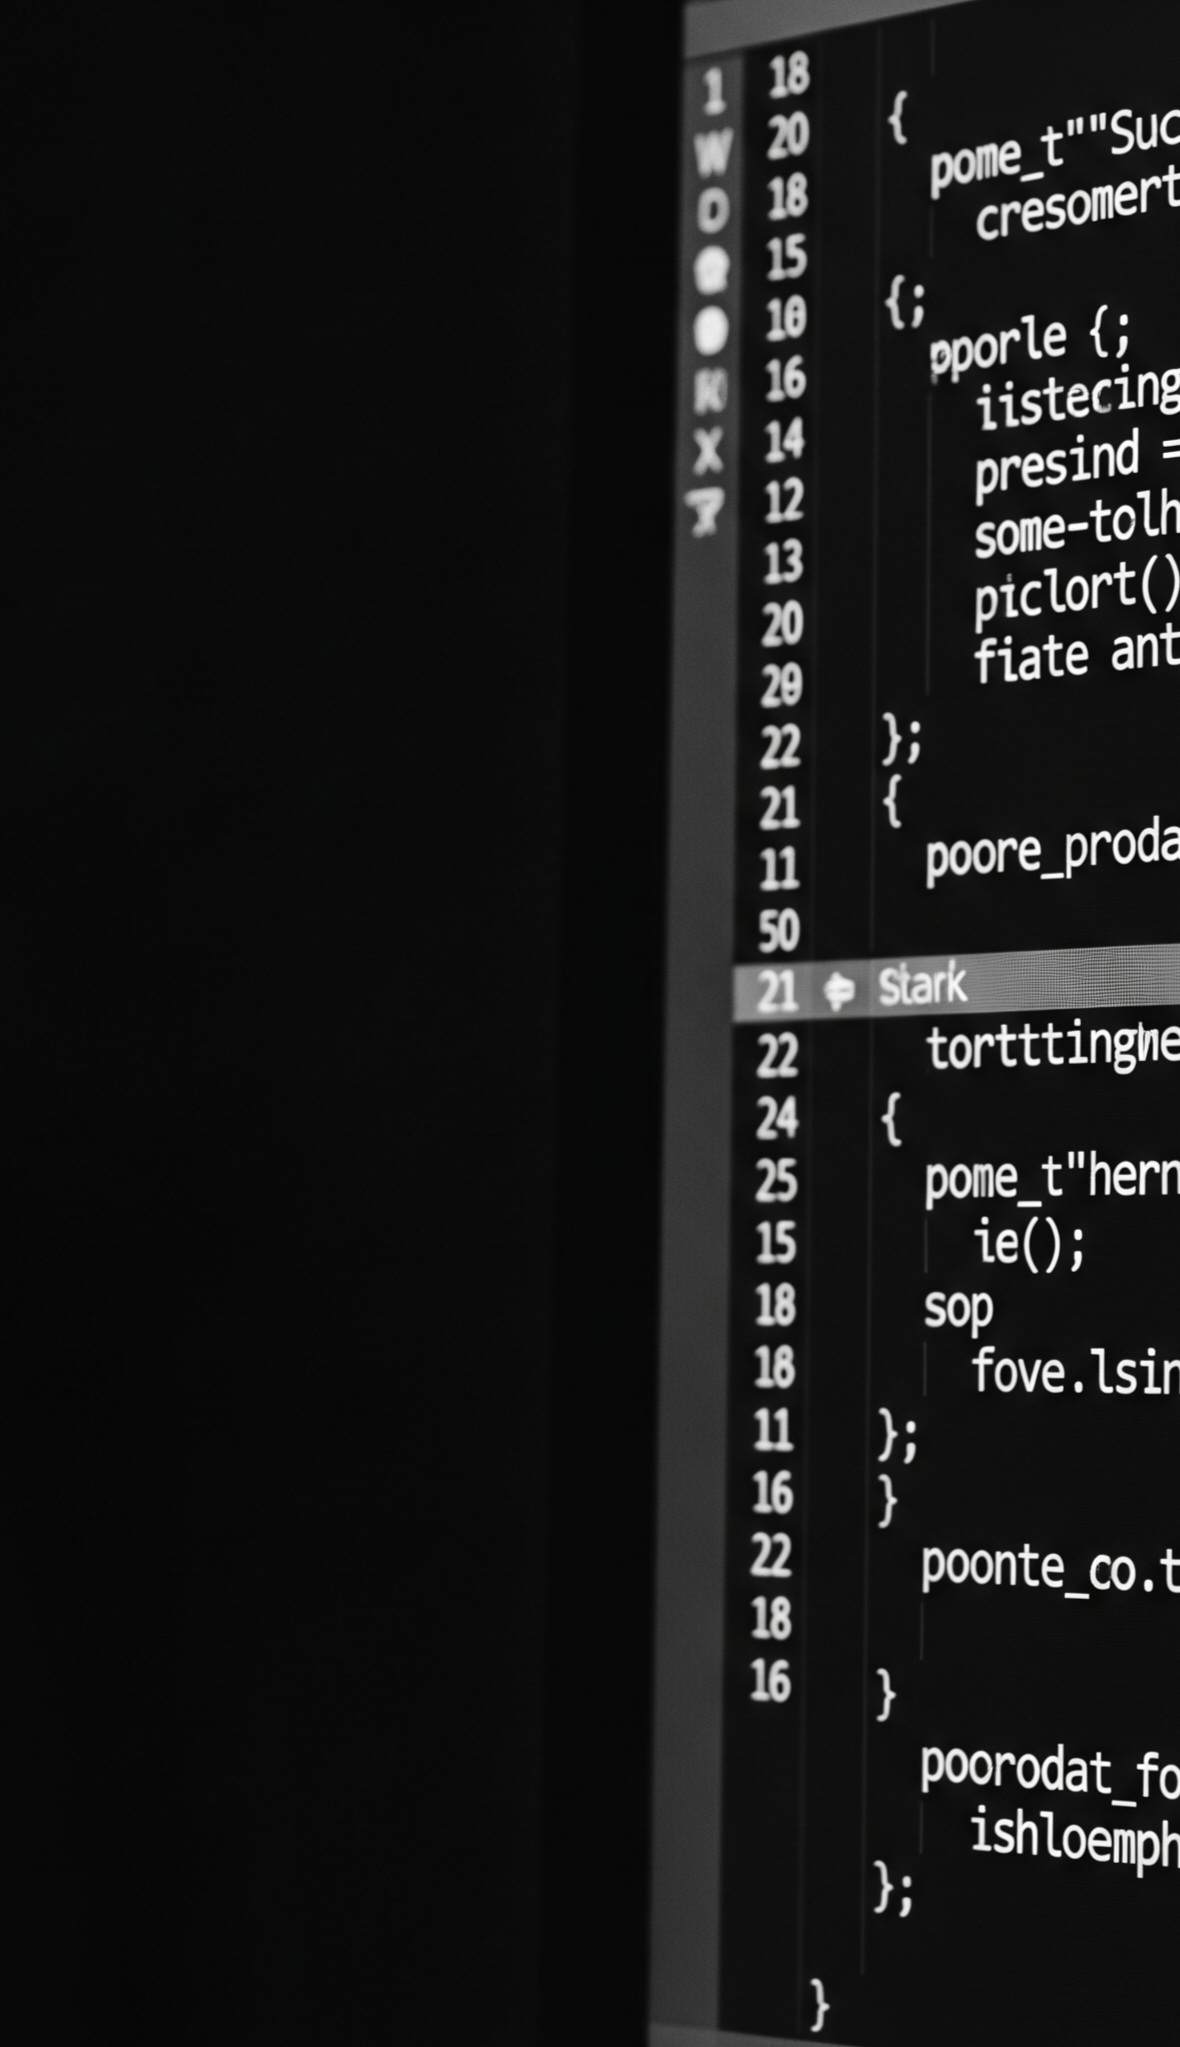 1
W
D
X
18
20
18
15
10
16
14
12
13
20
20
22
21
11
50
21
22
24
25
15
18
18
11
16
22
18
16
{
pome_t""Suc
cresomert
{;
pporle {;
iistecing
presind =
some-tolh
piclort()
fiate ant
};
{
poore_proda
Stark
tortttingwe
{
pome_t"hern
ie();
sop
fove.lsin
};
}
poonte_co.t
}
poorodat_fo
ishloemph
};
}